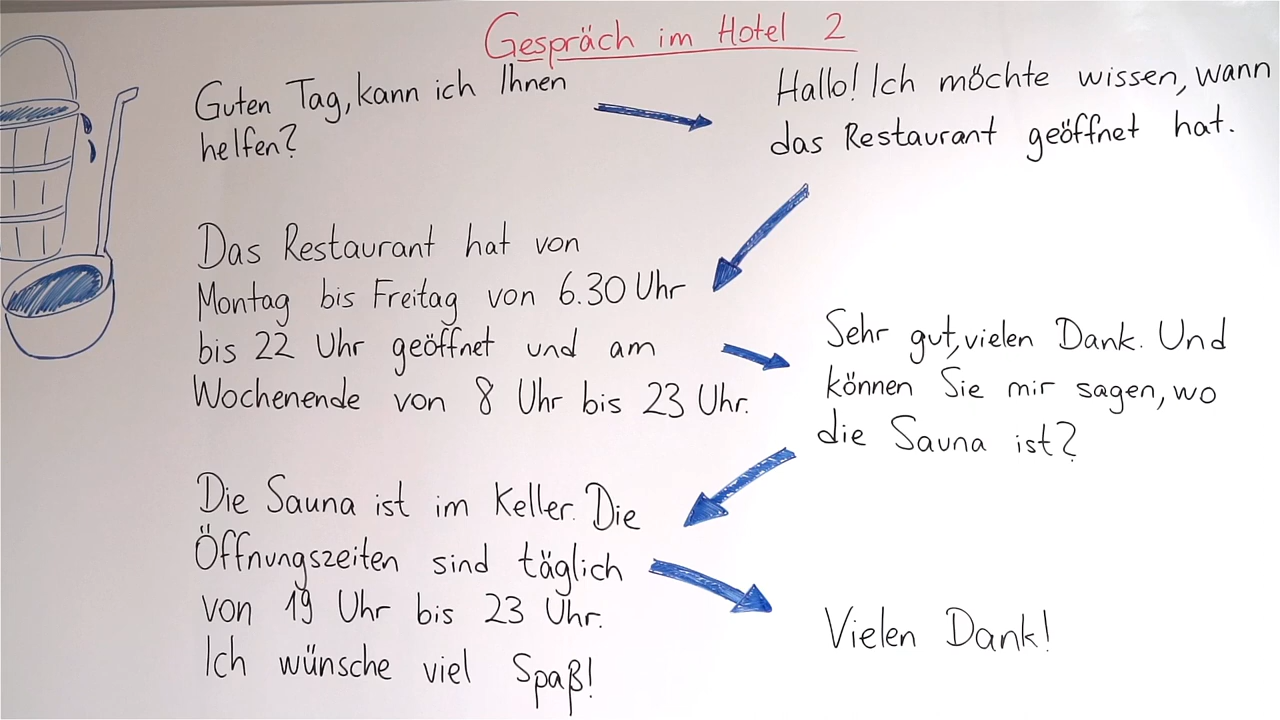 Gespräch im Hotel 2
Guten Tag, kann ich Ihnen
helfen?
Hallo! Ich möchte wissen, wann
das Restaurant geöffnet hat.
Das Restaurant hat von
Montag bis Freitag von 6.30 Uhr
bis 22 Uhr geöffnet und am
Wochenende von 8 Uhr bis 23 Uhr.
Sehr gut, vielen Dank. Und
können Sie mir sagen, wo
die Sauna ist?
Die Sauna ist im Keller. Die
Öffnungszeiten sind täglich
von 19 Uhr bis 23 Uhr.
Ich wünsche viel Spaß!
Vielen Dank!